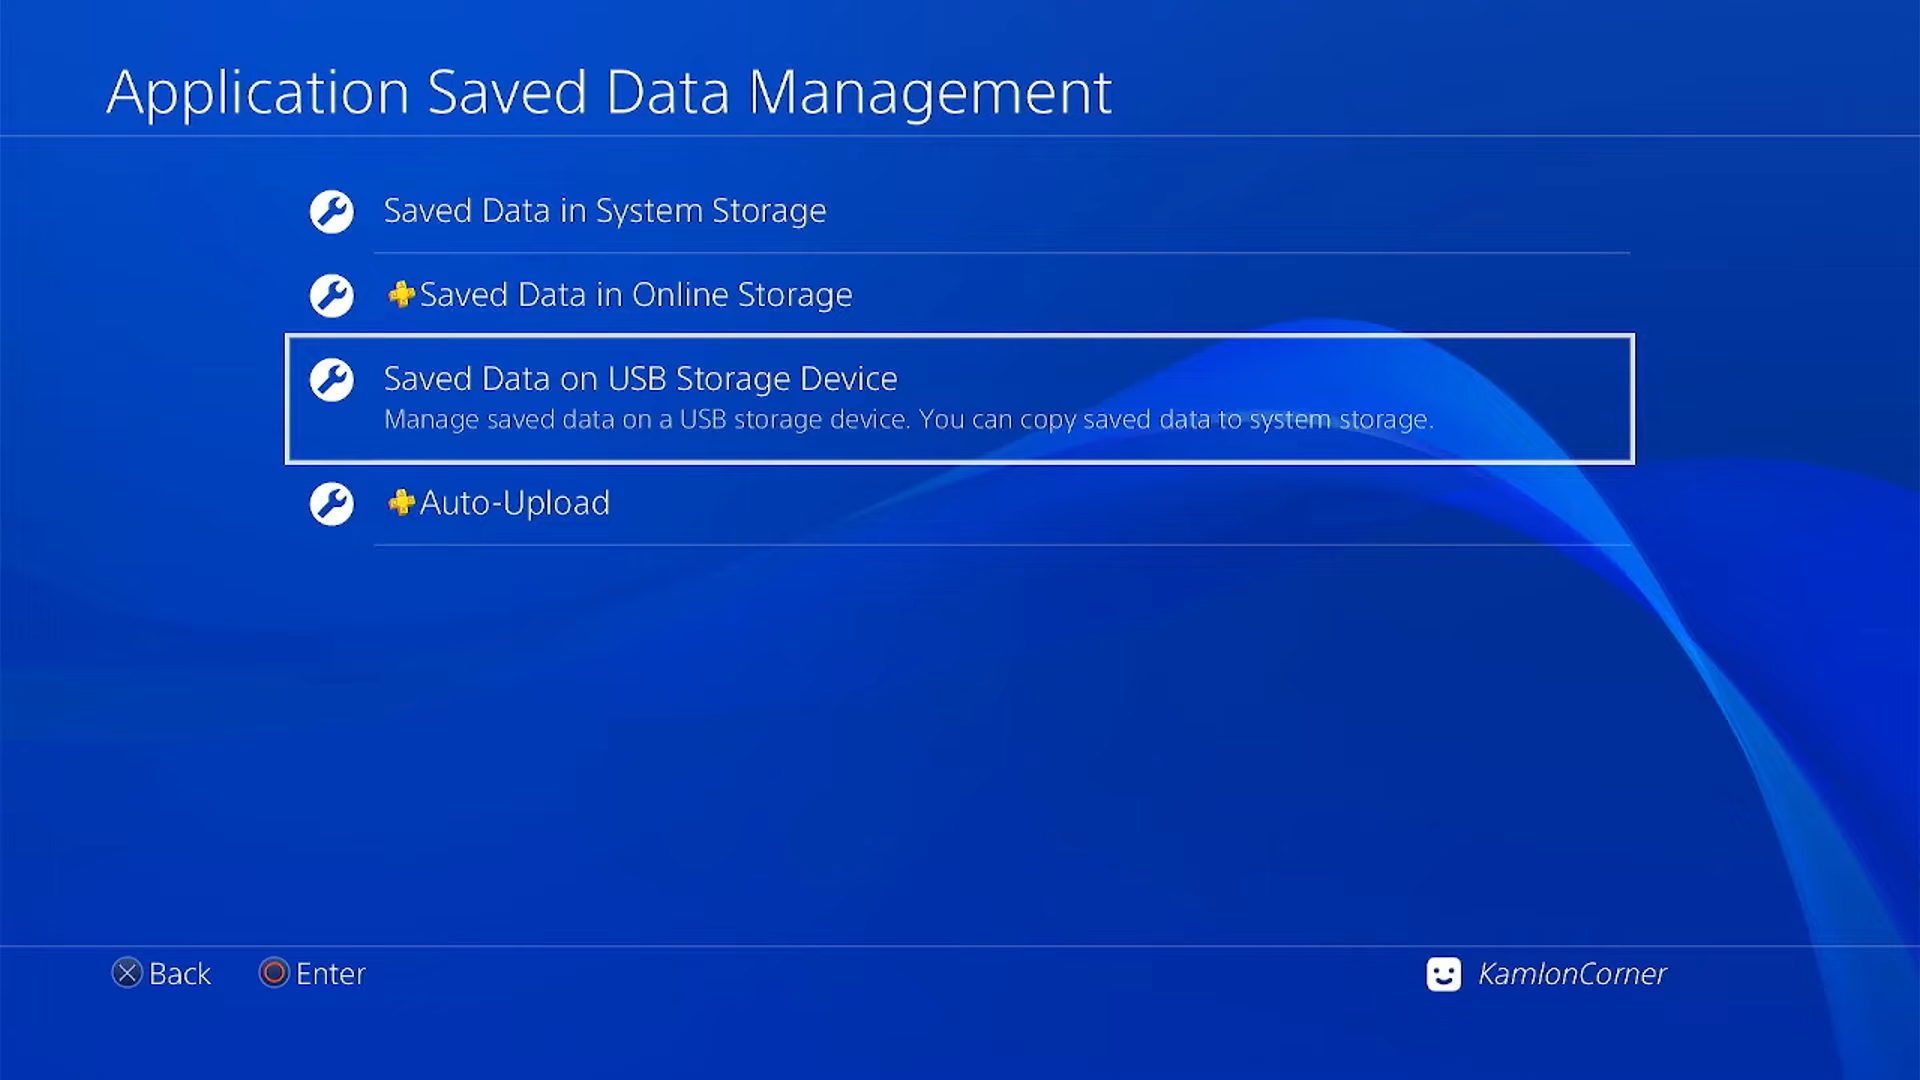 Application Saved Data Management
Saved Data in System Storage
Saved Data in Online Storage
Saved Data on USB Storage Device
Manage saved data on a USB storage device. You can copy saved data to system storage.
Auto-Upload
Back Enter KamlonCorner